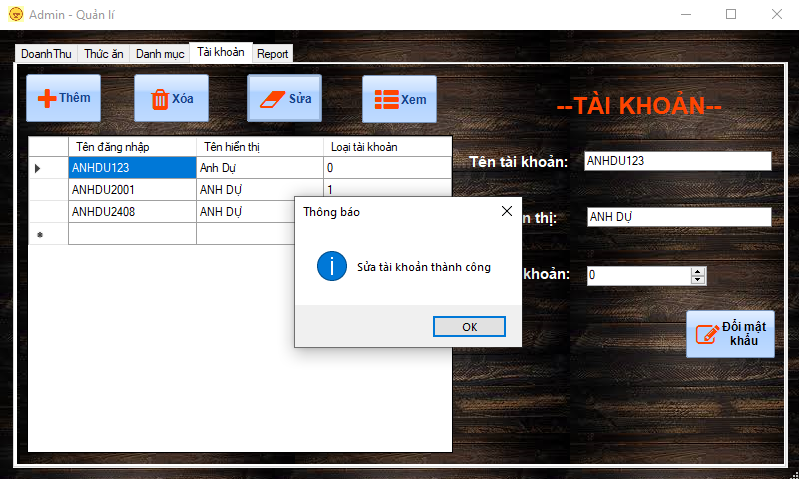 Admin - Quản lí
DoanhThu Thức ăn Danh mục Tài khoản Report
Thêm Xóa Sửa Xem
--TÀI KHOẢN--
Tên đăng nhập Tên hiển thị Loại tài khoản
ANHDU123 Anh Dự 0
ANHDU2001 ANH DỰ 1
ANHDU2408 ANH DỰ
Tên tài khoản: ANHDU123
thị: ANH DỰ
khoản: 0
Đổi mật
khẩu
Thông báo
Sửa tài khoản thành công
OK